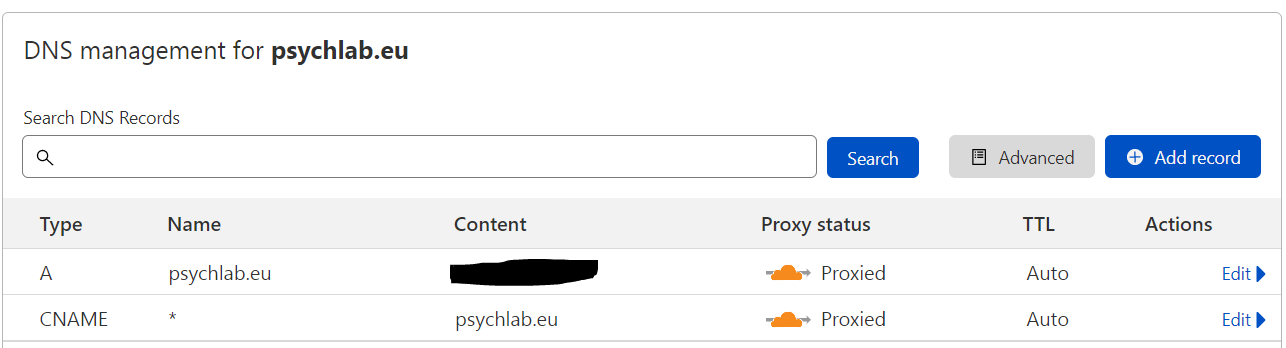 DNS management for psychlab.eu
Search DNS Records
Search
Advanced
Add record
Type Name Content Proxy status TTL Actions
A psychlab.eu Proxied Auto Edit
CNAME * psychlab.eu Proxied Auto Edit